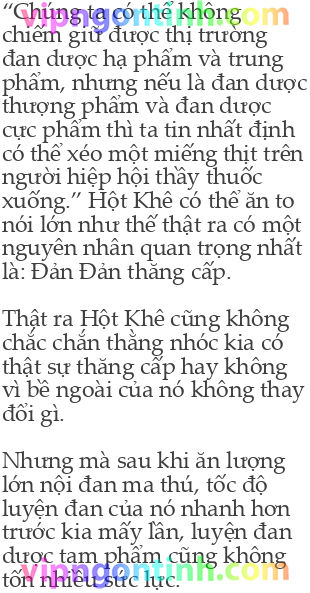 “Chúng ta có thể không
chiếm giữ được thị trường
đan dược hạ phẩm và trung
phẩm, nhưng nếu là đan dược
thượng phẩm và đan dược
cực phẩm thì ta tin nhất định
có thể xéo một miếng thịt trên
người hiệp hội thầy thuốc
xuống.” Hột Khê có thể ăn to
nói lớn như thế thật ra có một
nguyên nhân quan trọng nhất
là: Đản Đản thăng cấp.
Thật ra Hột Khê cũng không
chắc chắn thằng nhóc kia có
thật sự thăng cấp hay không
vì bề ngoài của nó không thay
đổi gì.
Nhưng mà sau khi ăn lượng
lớn nội đan ma thú, tốc độ
luyện đan của nó nhanh hơn
trước kia mấy lần, luyện đan
dược tam phẩm cũng không
tốn nhiều sức lực.
vipngontinh.com
vipngontinh.com